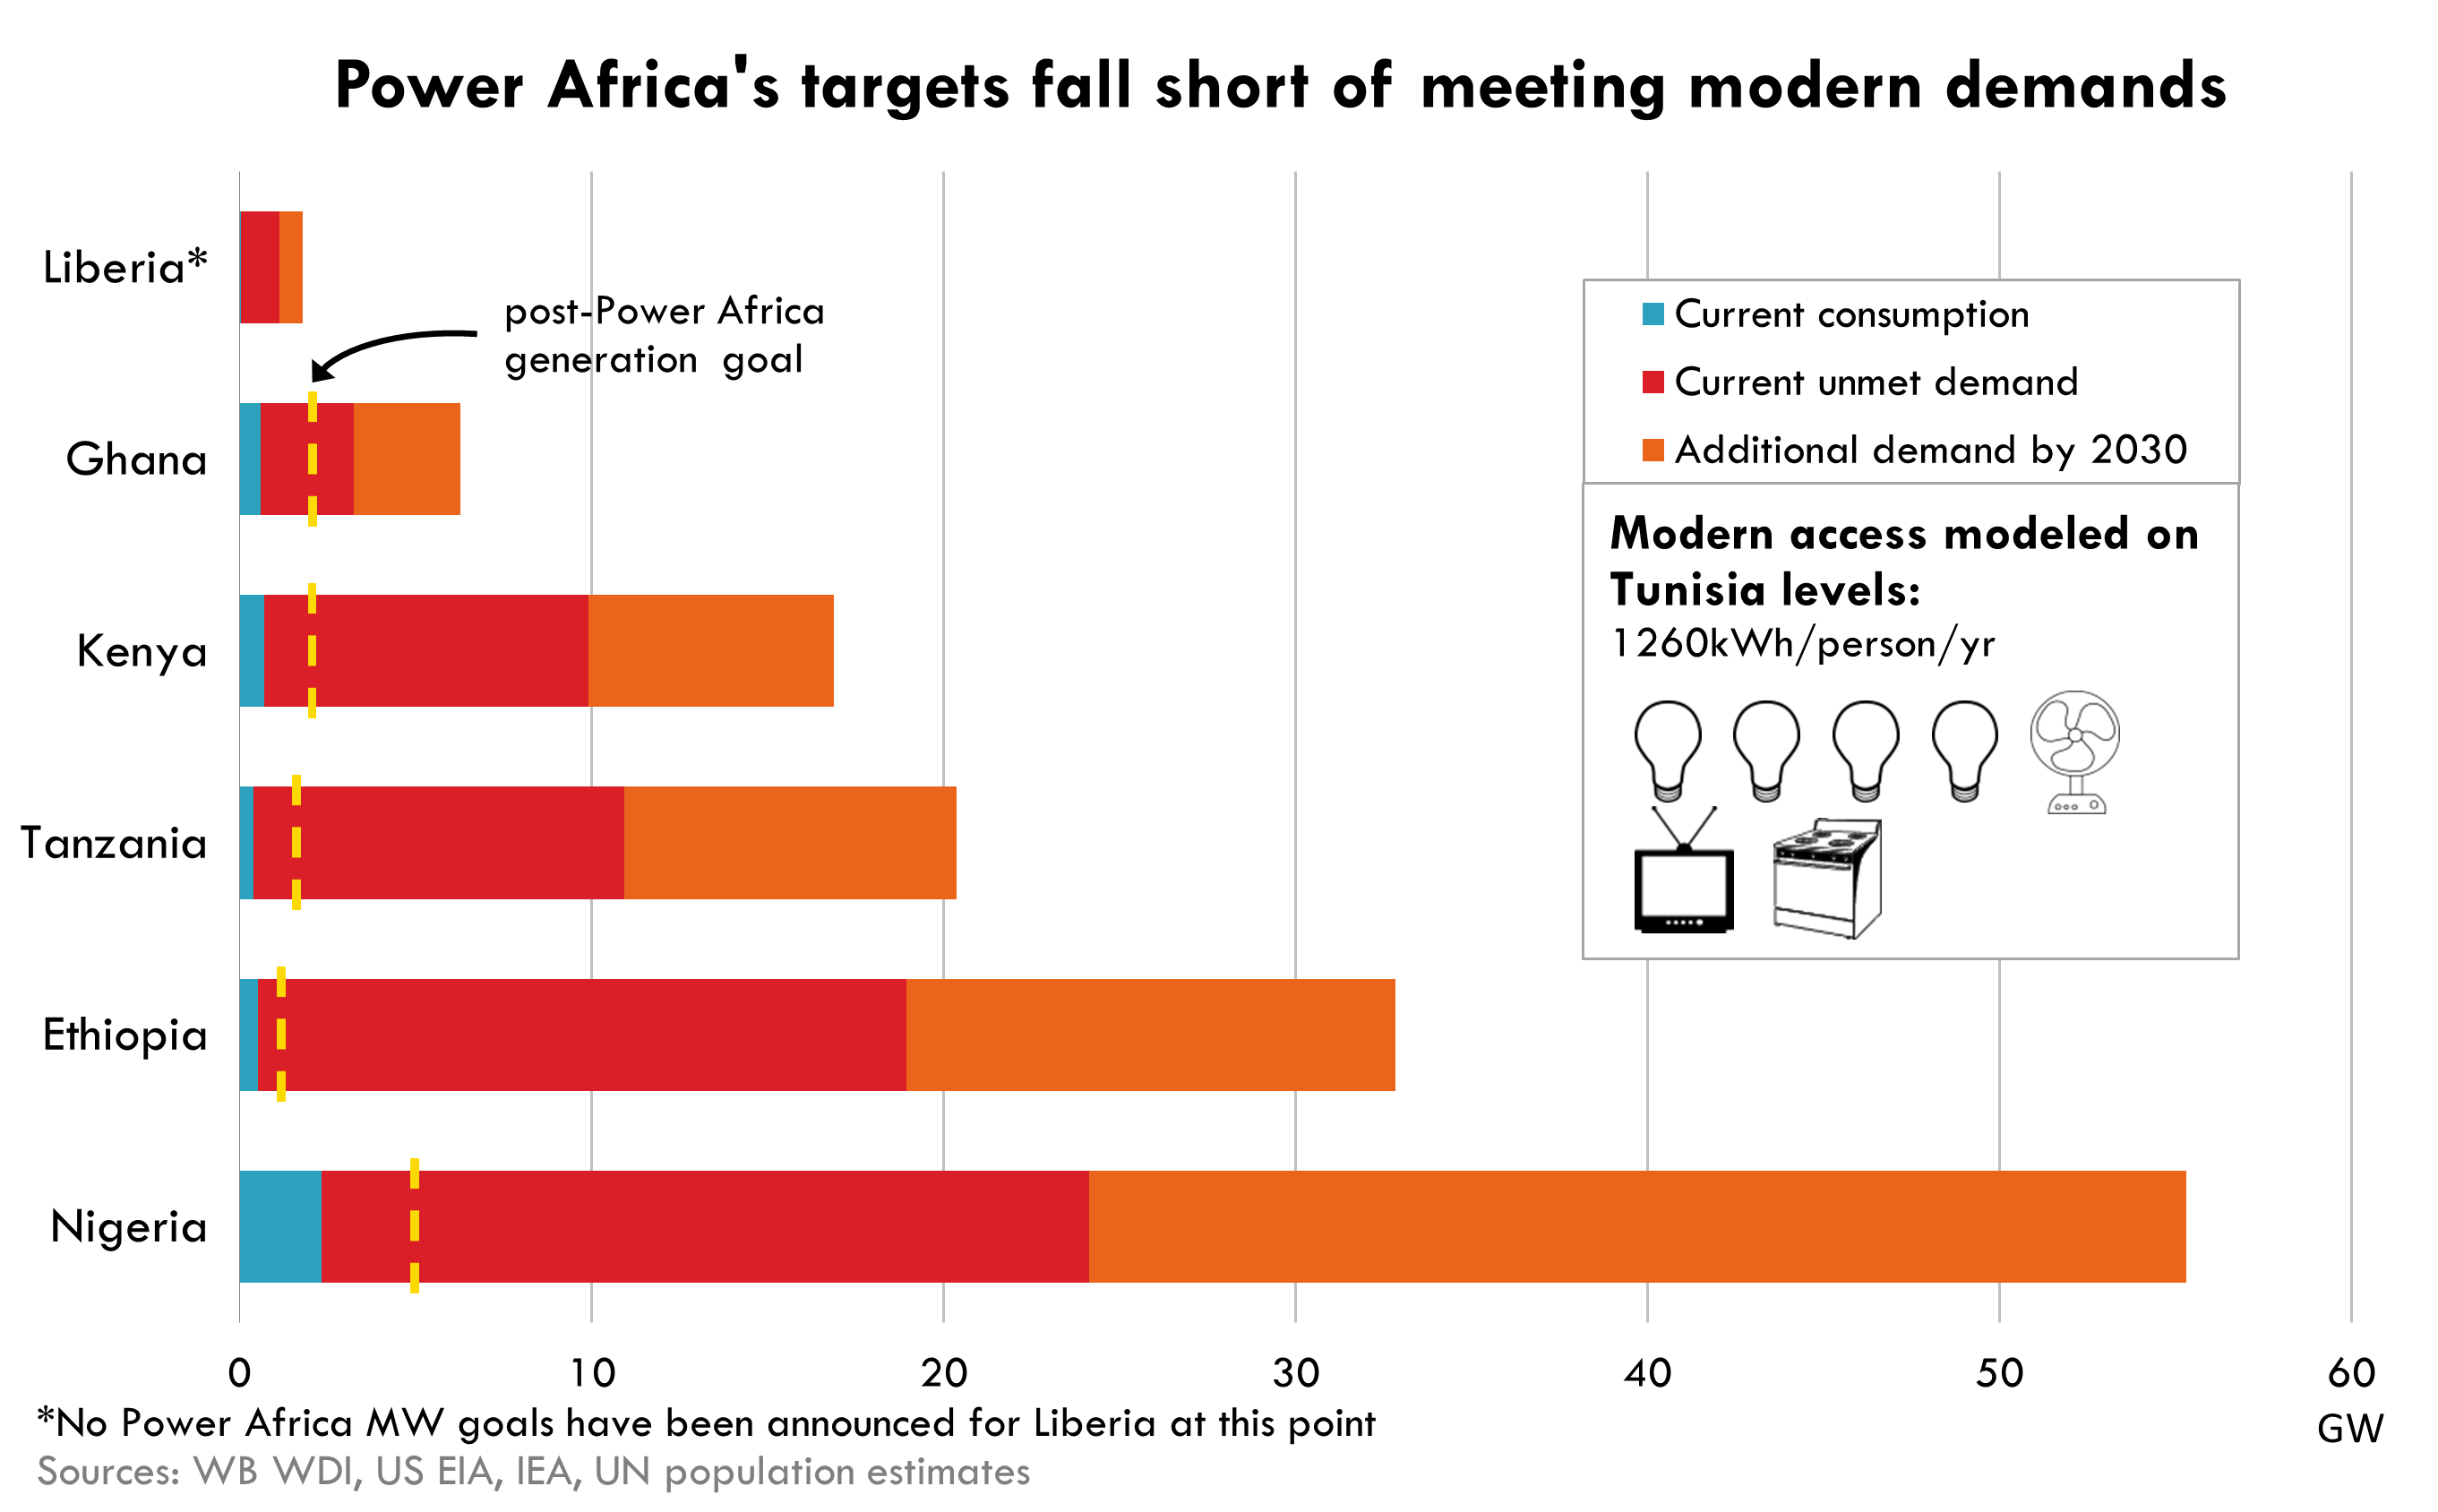 Power Africa's targets fall short of meeting modern demands
Liberia*
post-Power Africa
generation goal
Ghana
Kenya
Tanzania
Ethiopia
Nigeria
Current consumption
Current unmet demand
Additional demand by 2030
Modern access modeled on
Tunisia levels:
1260kWh/person/yr
0 10 20 30 40 50 60
GW
*No Power Africa MW goals have been announced for Liberia at this point
Sources: WB WDI, US EIA, IEA, UN population estimates